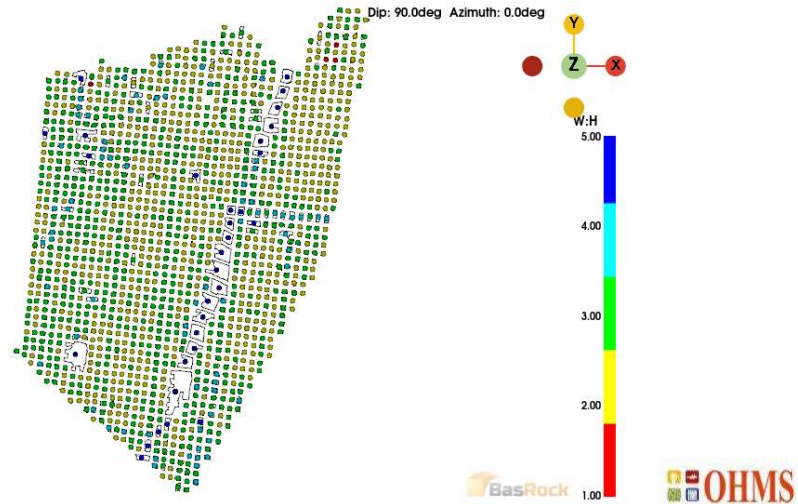 Dip: 90.0deg Azimuth: 0.0deg
Y
Z
X
W:H
5.00
4.00
3.00
2.00
1.00
BasRock
OHMS